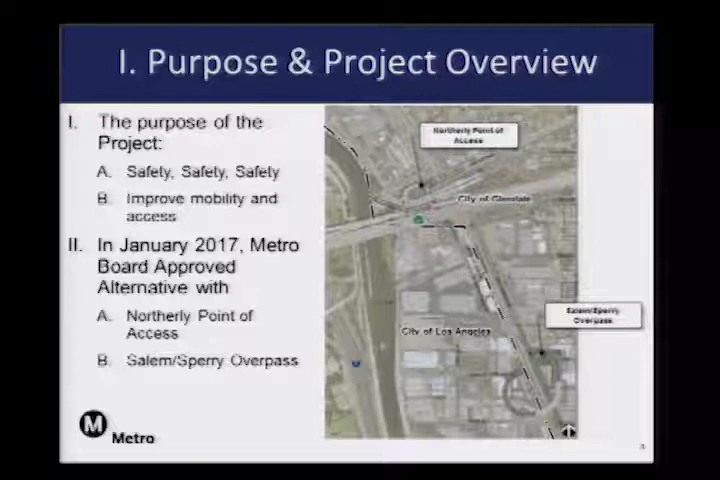 I. Purpose & Project Overview
I. The purpose of the
Project:
A. Safety, Safety, Safety
B. Improve mobility and
access
II. In January 2017, Metro
Board Approved
Alternative with
A. Northerly Point of
Access
B. Salem/Sperry Overpass
Northerly Point of
Access
City of Glendale
Salem/Sperry
Overpass
City of Los Angeles
M
Metro